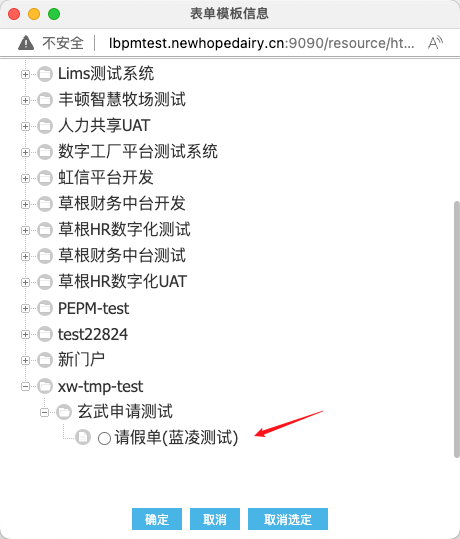 表单模板信息
不安全 | lbpmtest.newhopedairy.cn:9090/resource/ht...
Lims测试系统
丰顿智慧牧场测试
人力共享UAT
数字工厂平台测试系统
虹信平台开发
草根财务中台开发
草根HR数字化测试
草根财务中台测试
草根HR数字化UAT
PEPM-test
test22824
新门户
xw-tmp-test
玄武申请测试
请假单(蓝凌测试)
确定 取消 取消选定